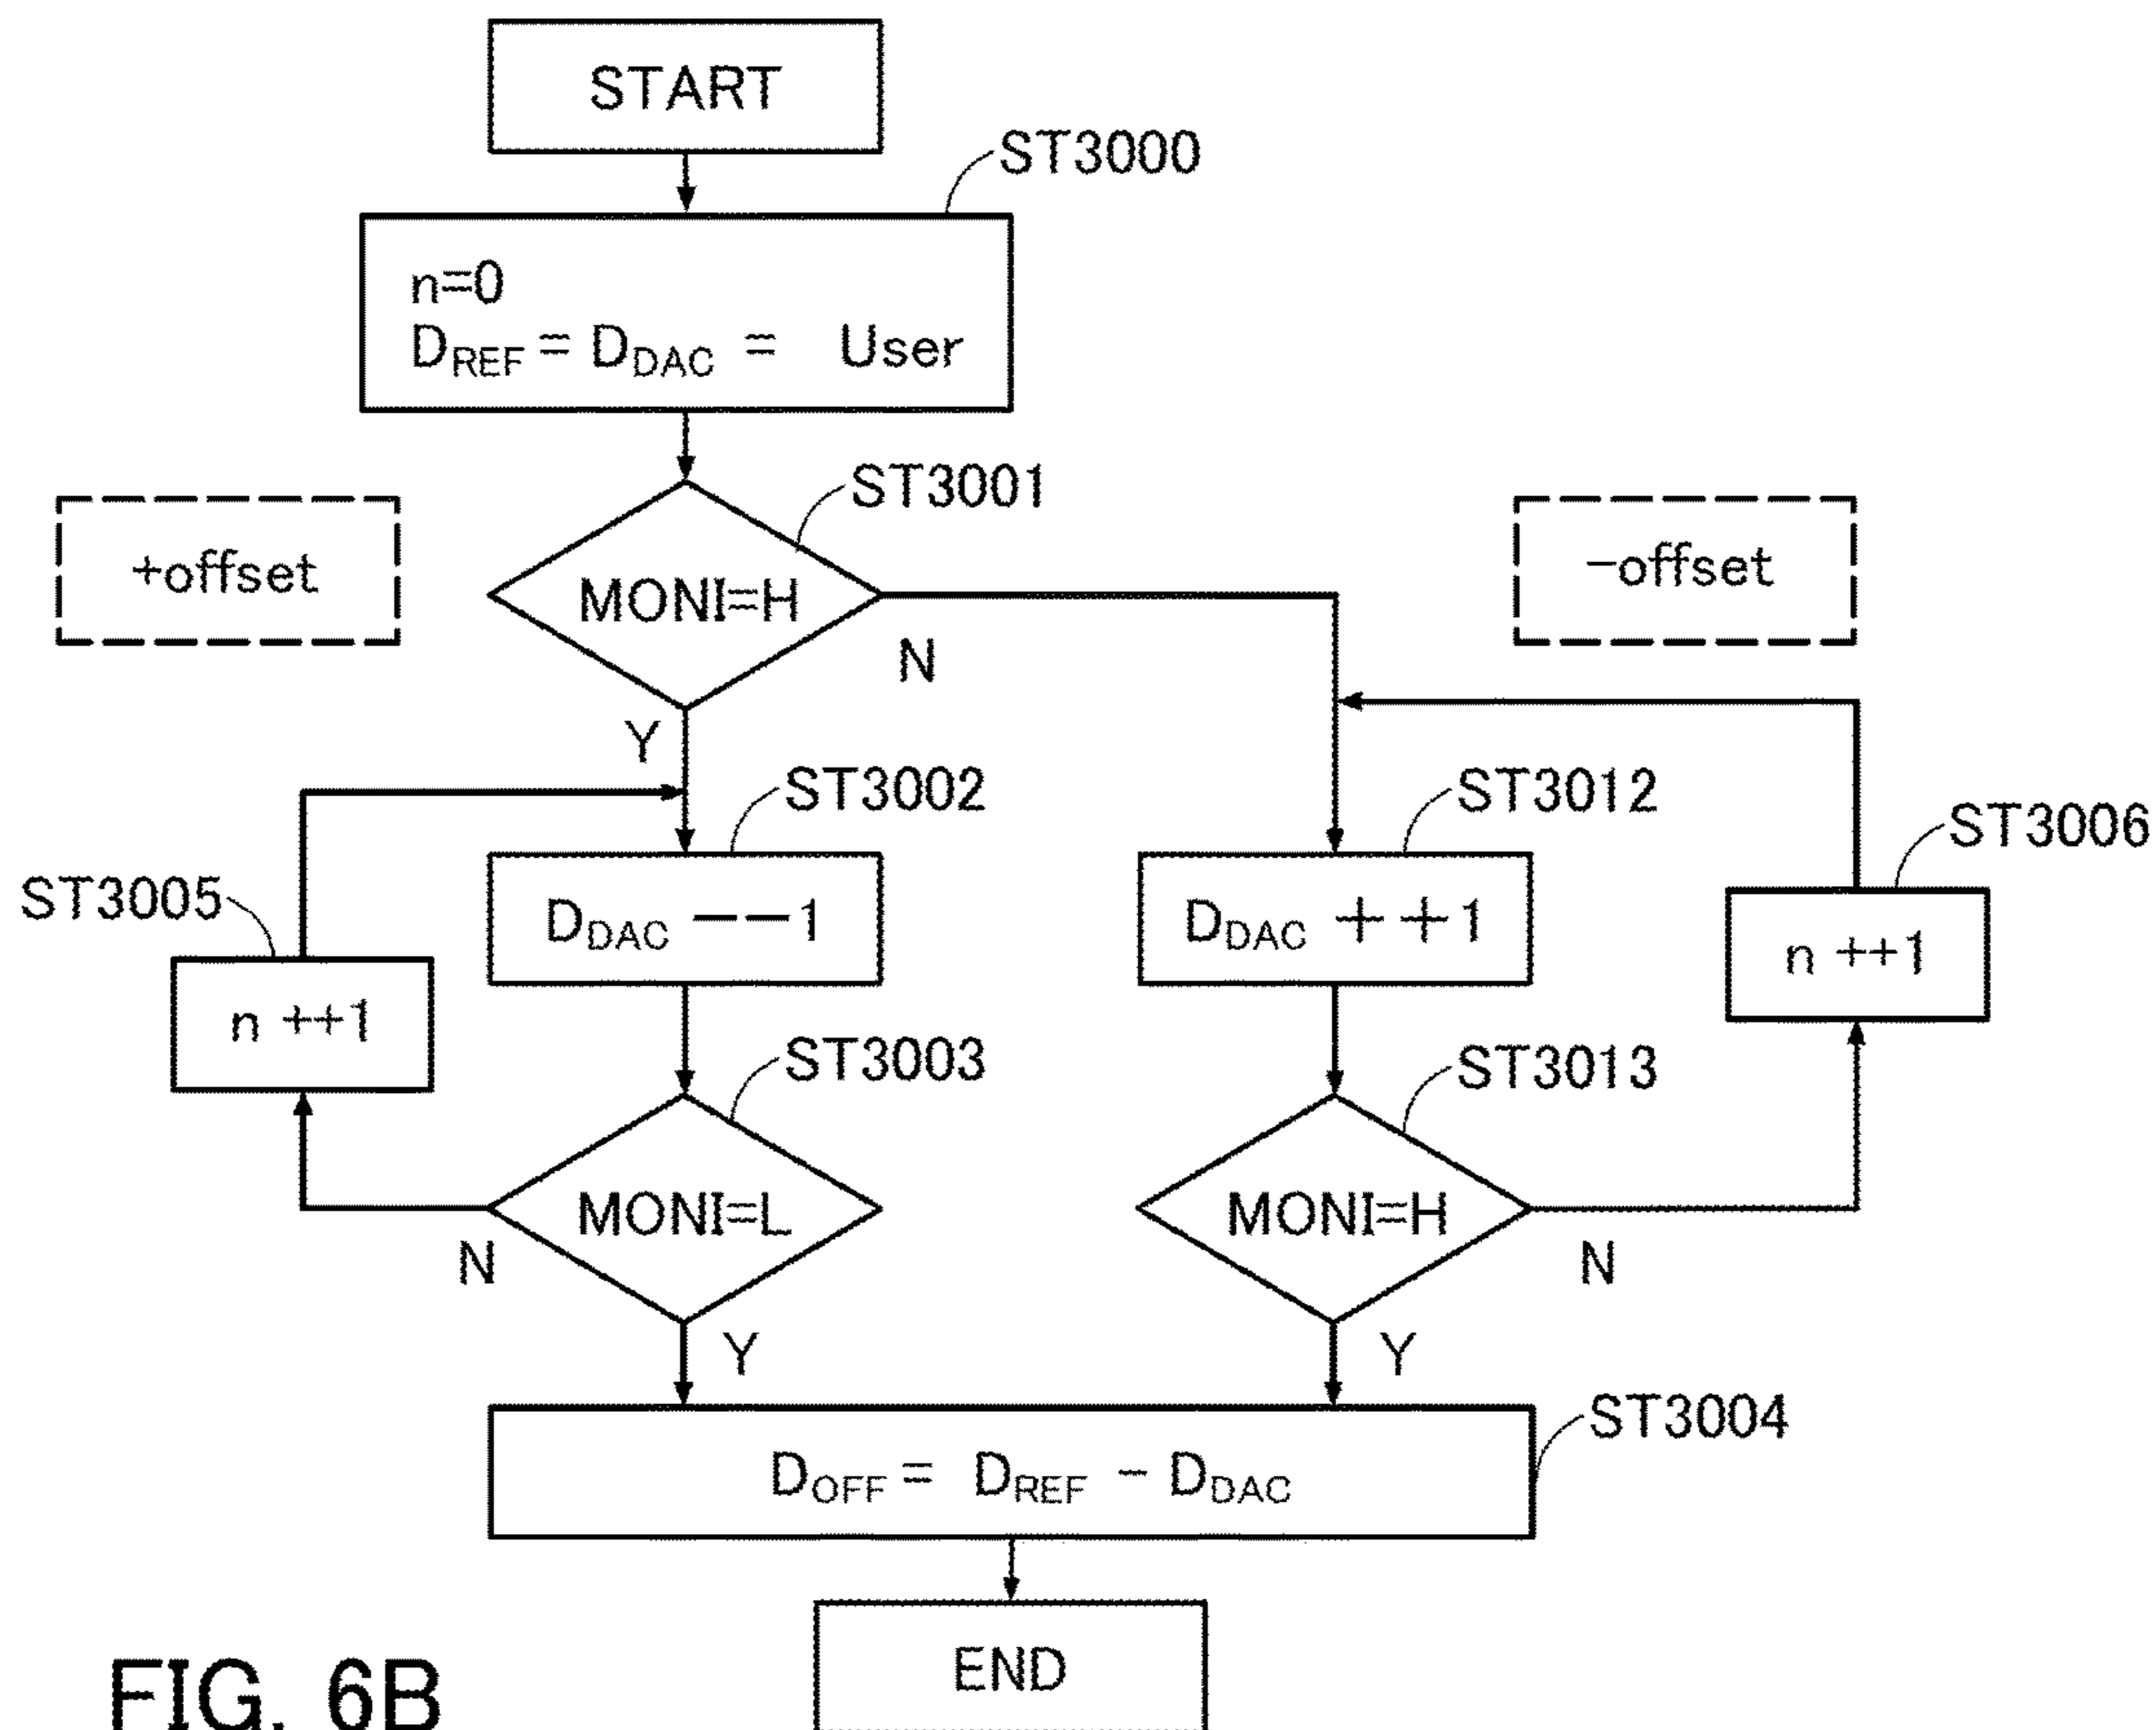 START
ST3000
n=0
DREF = DDAC = User
ST3001
+offset
MONI=H
-offset
N
Y
ST3002
ST3012
ST3006
ST3005
DDAC －－1
DDAC ＋＋1
n ++1
n ++1
ST3003
ST3013
MONI=L
MONI=H
N
N
Y
Y
ST3004
DOFF = DREF - DDAC
END
FIG. 6B